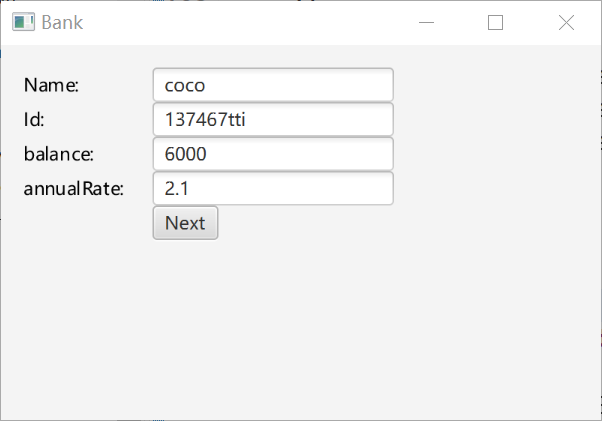 Bank
Name: coco
Id: 137467tti
balance: 6000
annualRate: 2.1
Next